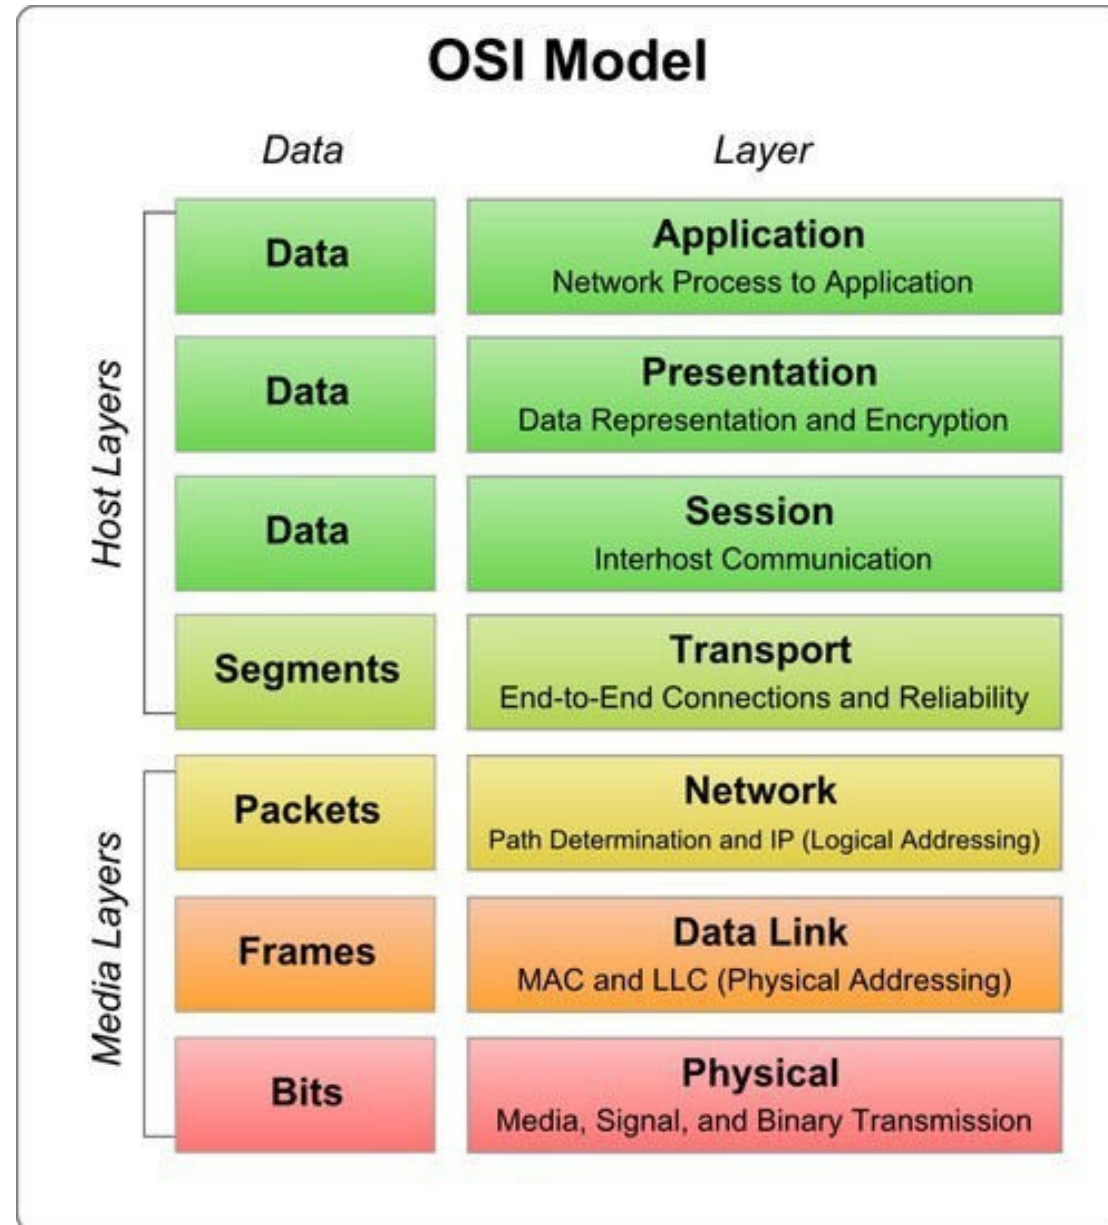 OSI Model
Data Layer
Host Layers
Data
Application
Network Process to Application
Data
Presentation
Data Representation and Encryption
Data
Session
Interhost Communication
Segments
Transport
End-to-End Connections and Reliability
Media Layers
Packets
Network
Path Determination and IP (Logical Addressing)
Frames
Data Link
MAC and LLC (Physical Addressing)
Bits
Physical
Media, Signal, and Binary Transmission